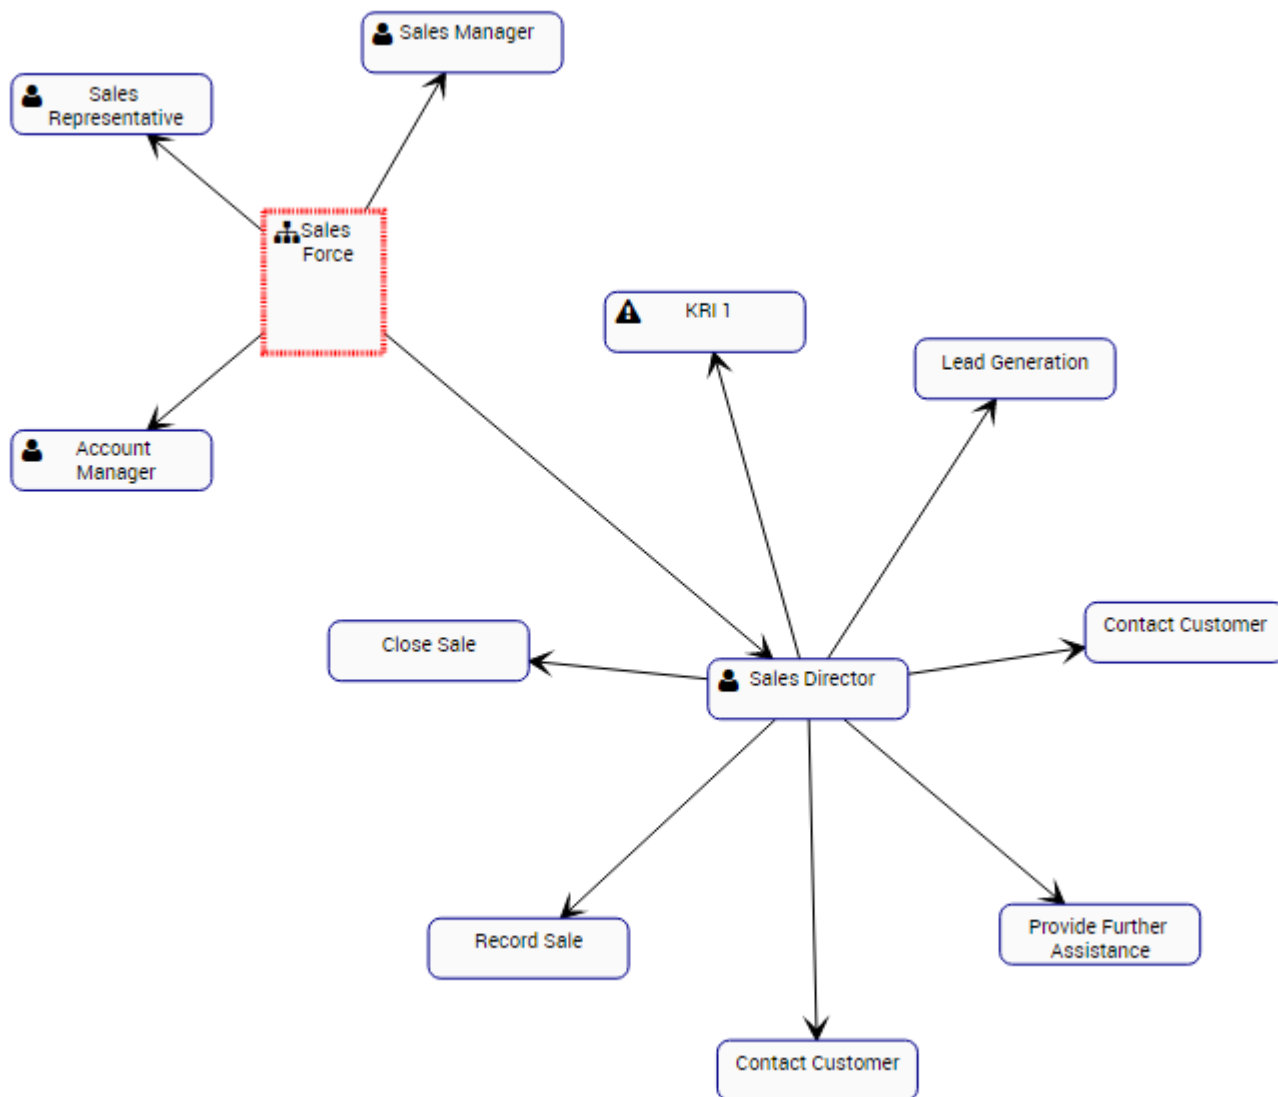 Sales Manager
Sales
Representative
Sales
Force
KRI 1
Lead Generation
Account
Manager
Contact Customer
Close Sale
Sales Director
Record Sale
Provide Further
Assistance
Contact Customer